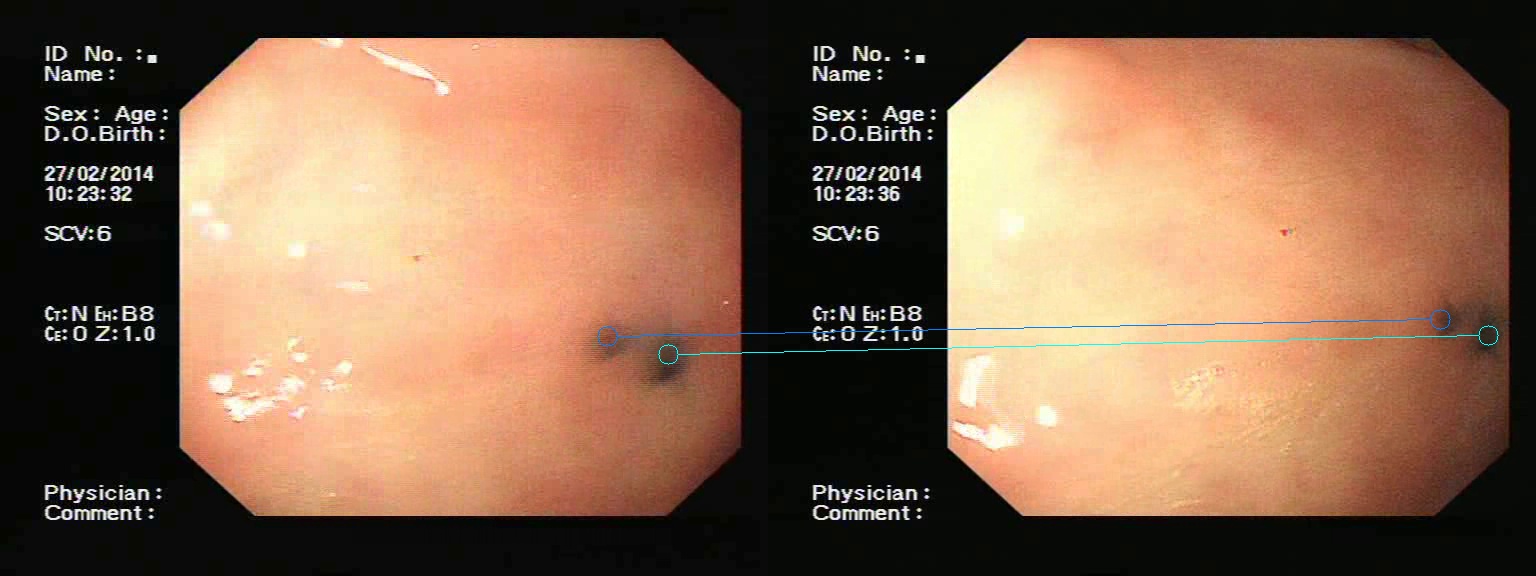 ID No. :
Name:
Sex: Age:
D.O.Birth:
27/02/2014
10:23:32
SCV:6
CT:N EH:B8
CE:0 Z:1.0
Physician:
Comment:
ID No. :
Name:
Sex: Age:
D.O.Birth:
27/02/2014
10:23:36
SCV:6
CT:N EH:B8
CE:0 Z:1.0
Physician:
Comment: